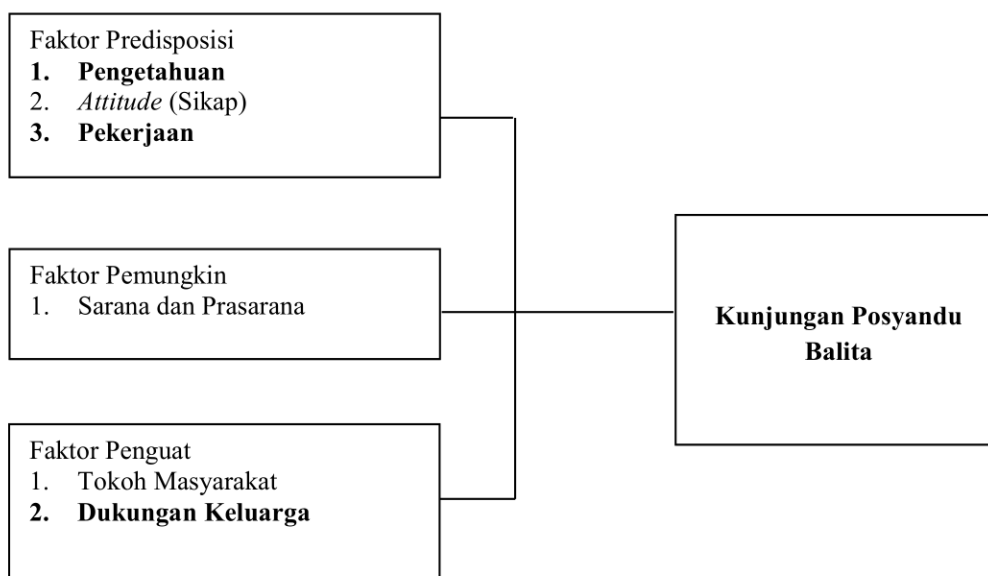 Faktor Predisposisi
1. Pengetahuan
2. Attitude (Sikap)
3. Pekerjaan
Faktor Pemungkin
1. Sarana dan Prasarana
Faktor Penguat
1. Tokoh Masyarakat
2. Dukungan Keluarga
Kunjungan Posyandu
Balita